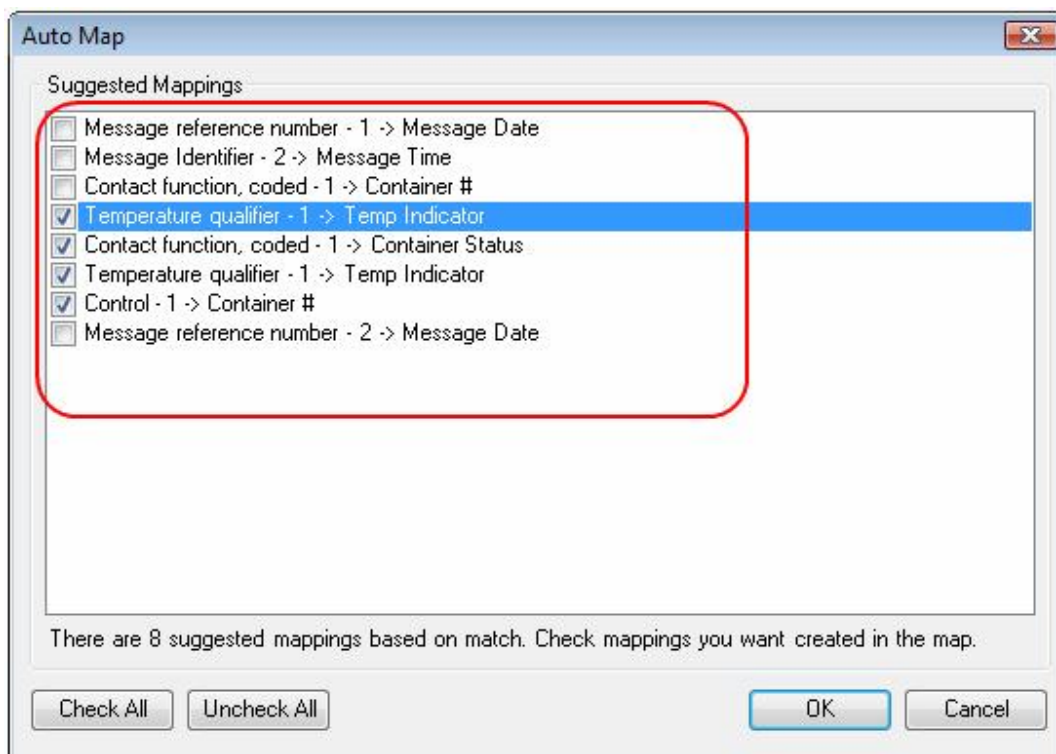 Auto Map
Suggested Mappings
Message reference number - 1 -> Message Date
Message Identifier - 2 -> Message Time
Contact function, coded - 1 -> Container #
Temperature qualifier - 1 -> Temp Indicator
Contact function, coded - 1 -> Container Status
Temperature qualifier - 1 -> Temp Indicator
Control - 1 -> Container #
Message reference number - 2 -> Message Date
There are 8 suggested mappings based on match. Check mappings you want created in the map.
Check All Uncheck All OK Cancel